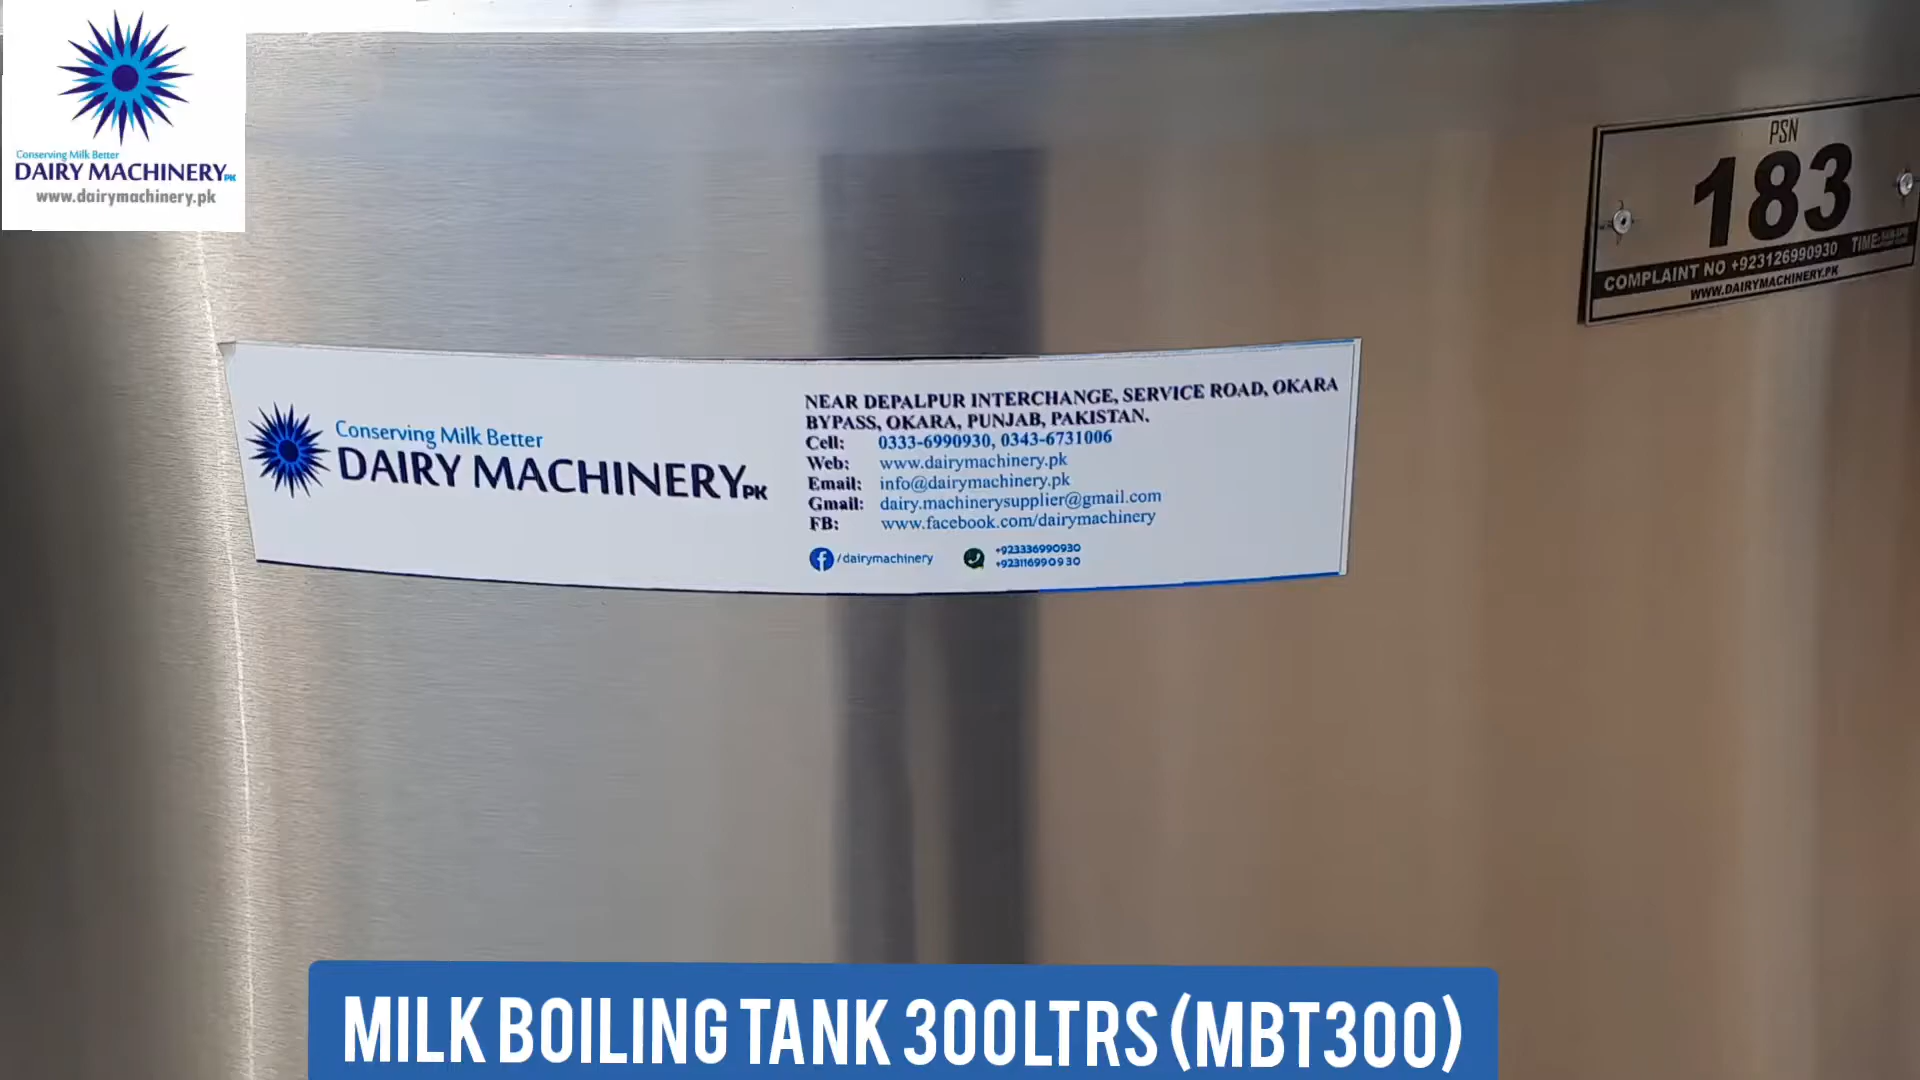 Conserving Milk Better
DAIRY MACHINERY PK
www.dairymachinery.pk
PSN
183
COMPLAINT NO +923126990930 TIME:
WWW.DAIRYMACHINERY.PK
Conserving Milk Better
DAIRY MACHINERY PK
NEAR DEPALPUR INTERCHANGE, SERVICE ROAD, OKARA
BYPASS, OKARA, PUNJAB, PAKISTAN.
Cell: 0333-6990930, 0343-6731006
Web: www.dairymachinery.pk
Email: info@dairymachinery.pk
Gmail: dairy.machinerysupplier@gmail.com
FB: www.facebook.com/dairymachinery
/dairymachinery
+923336990930
+923116990930
MILK BOILING TANK 300LTRS (MBT300)